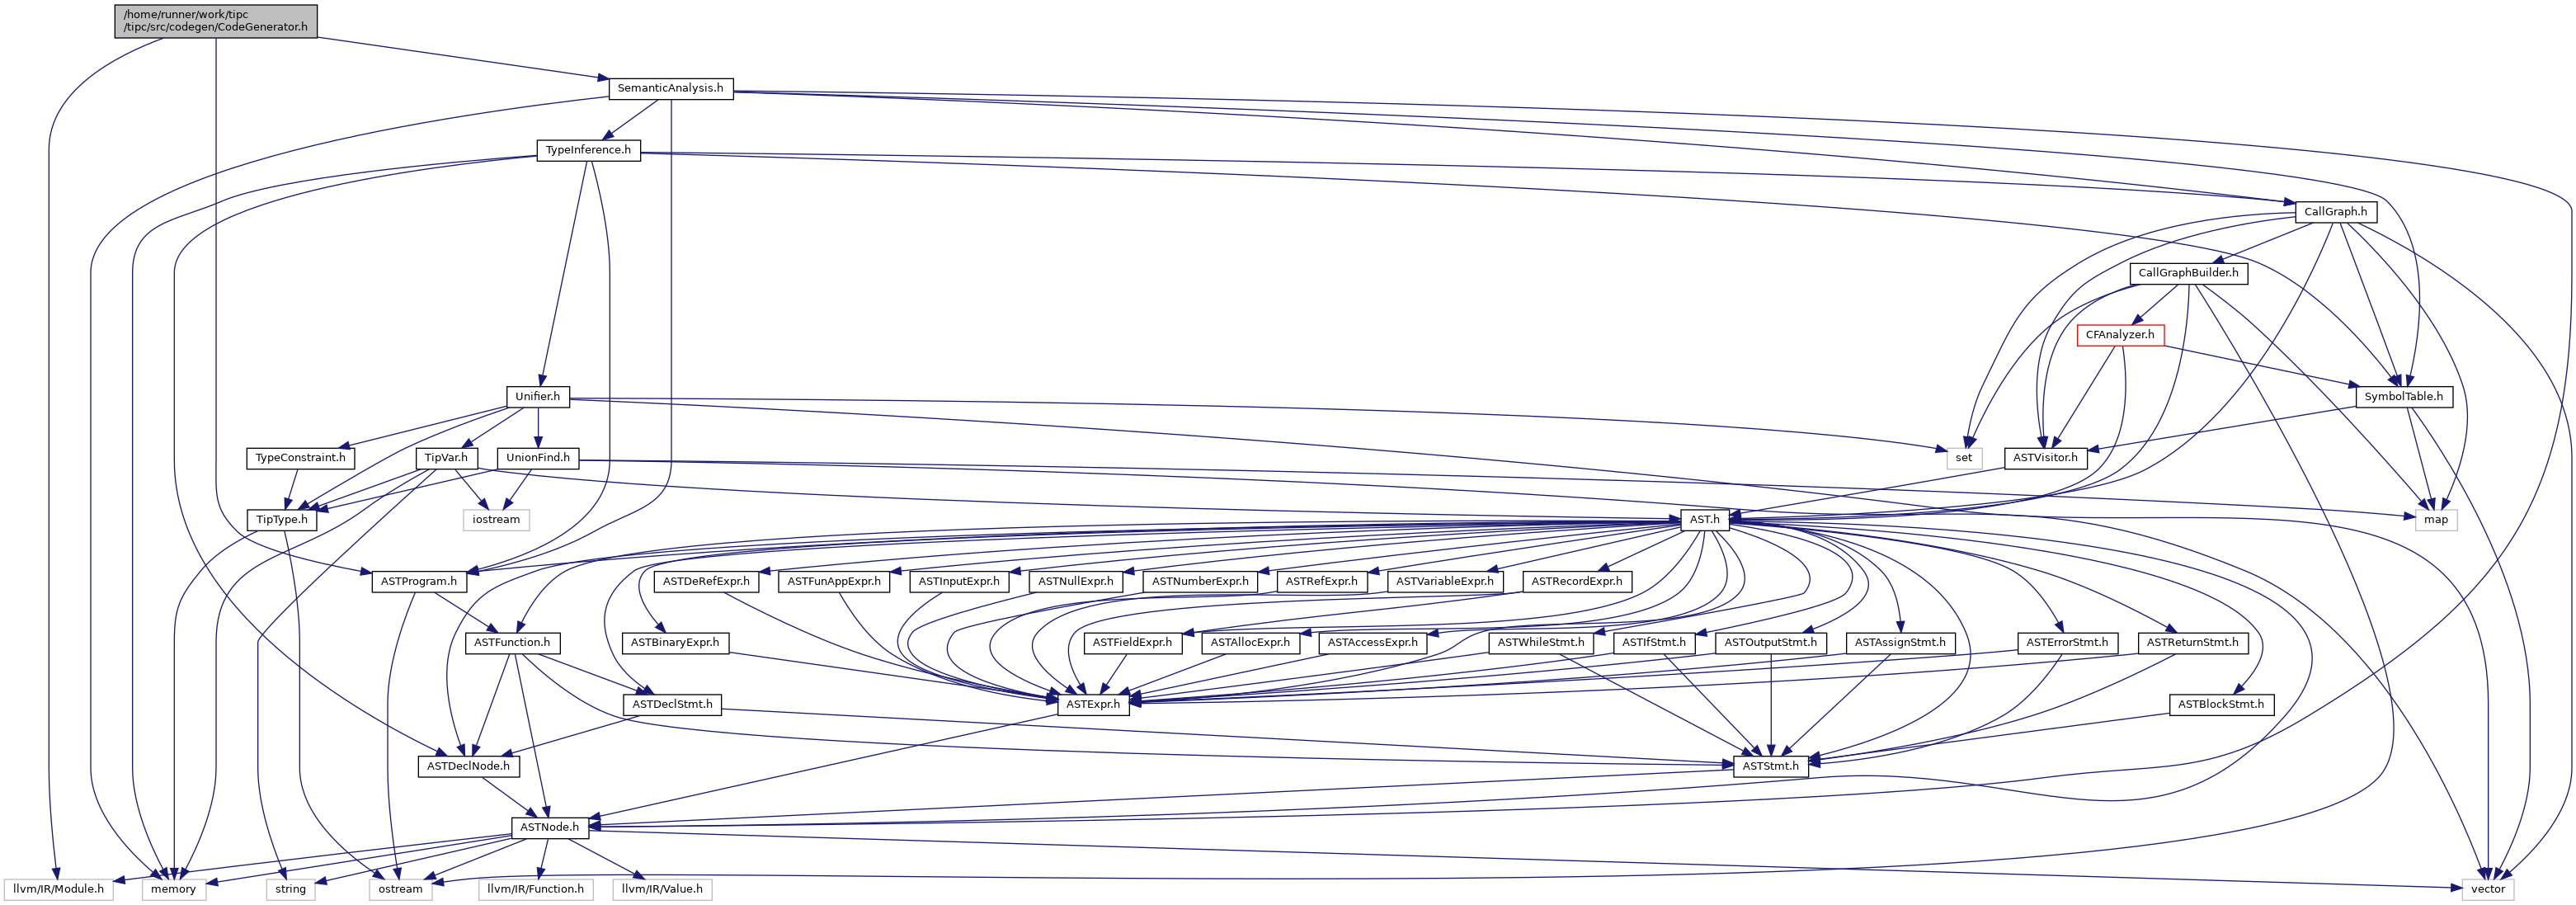 /home/runner/work/tipc
/tipc/src/codegen/CodeGenerator.h
SemanticAnalysis.h
TypeInference.h
CallGraph.h
CallGraphBuilder.h
CFAnalyzer.h
Unifier.h
SymbolTable.h
TypeConstraint.h
TipVar.h
UnionFind.h
set
ASTVisitor.h
TipType.h
iostream
AST.h
map
ASTProgram.h
ASTDeRefExpr.h
ASTFunAppExpr.h
ASTInputExpr.h
ASTNullExpr.h
ASTNumberExpr.h
ASTRefExpr.h
ASTVariableExpr.h
ASTRecordExpr.h
ASTFunction.h
ASTBinaryExpr.h
ASTFieldExpr.h
ASTAllocExpr.h
ASTAccessExpr.h
ASTWhileStmt.h
ASTIfStmt.h
ASTOutputStmt.h
ASTAssignStmt.h
ASTErrorStmt.h
ASTReturnStmt.h
ASTDeclStmt.h
ASTExpr.h
ASTBlockStmt.h
ASTDeclNode.h
ASTStmt.h
ASTNode.h
llvm/IR/Module.h
memory
string
ostream
llvm/IR/Function.h
llvm/IR/Value.h
vector